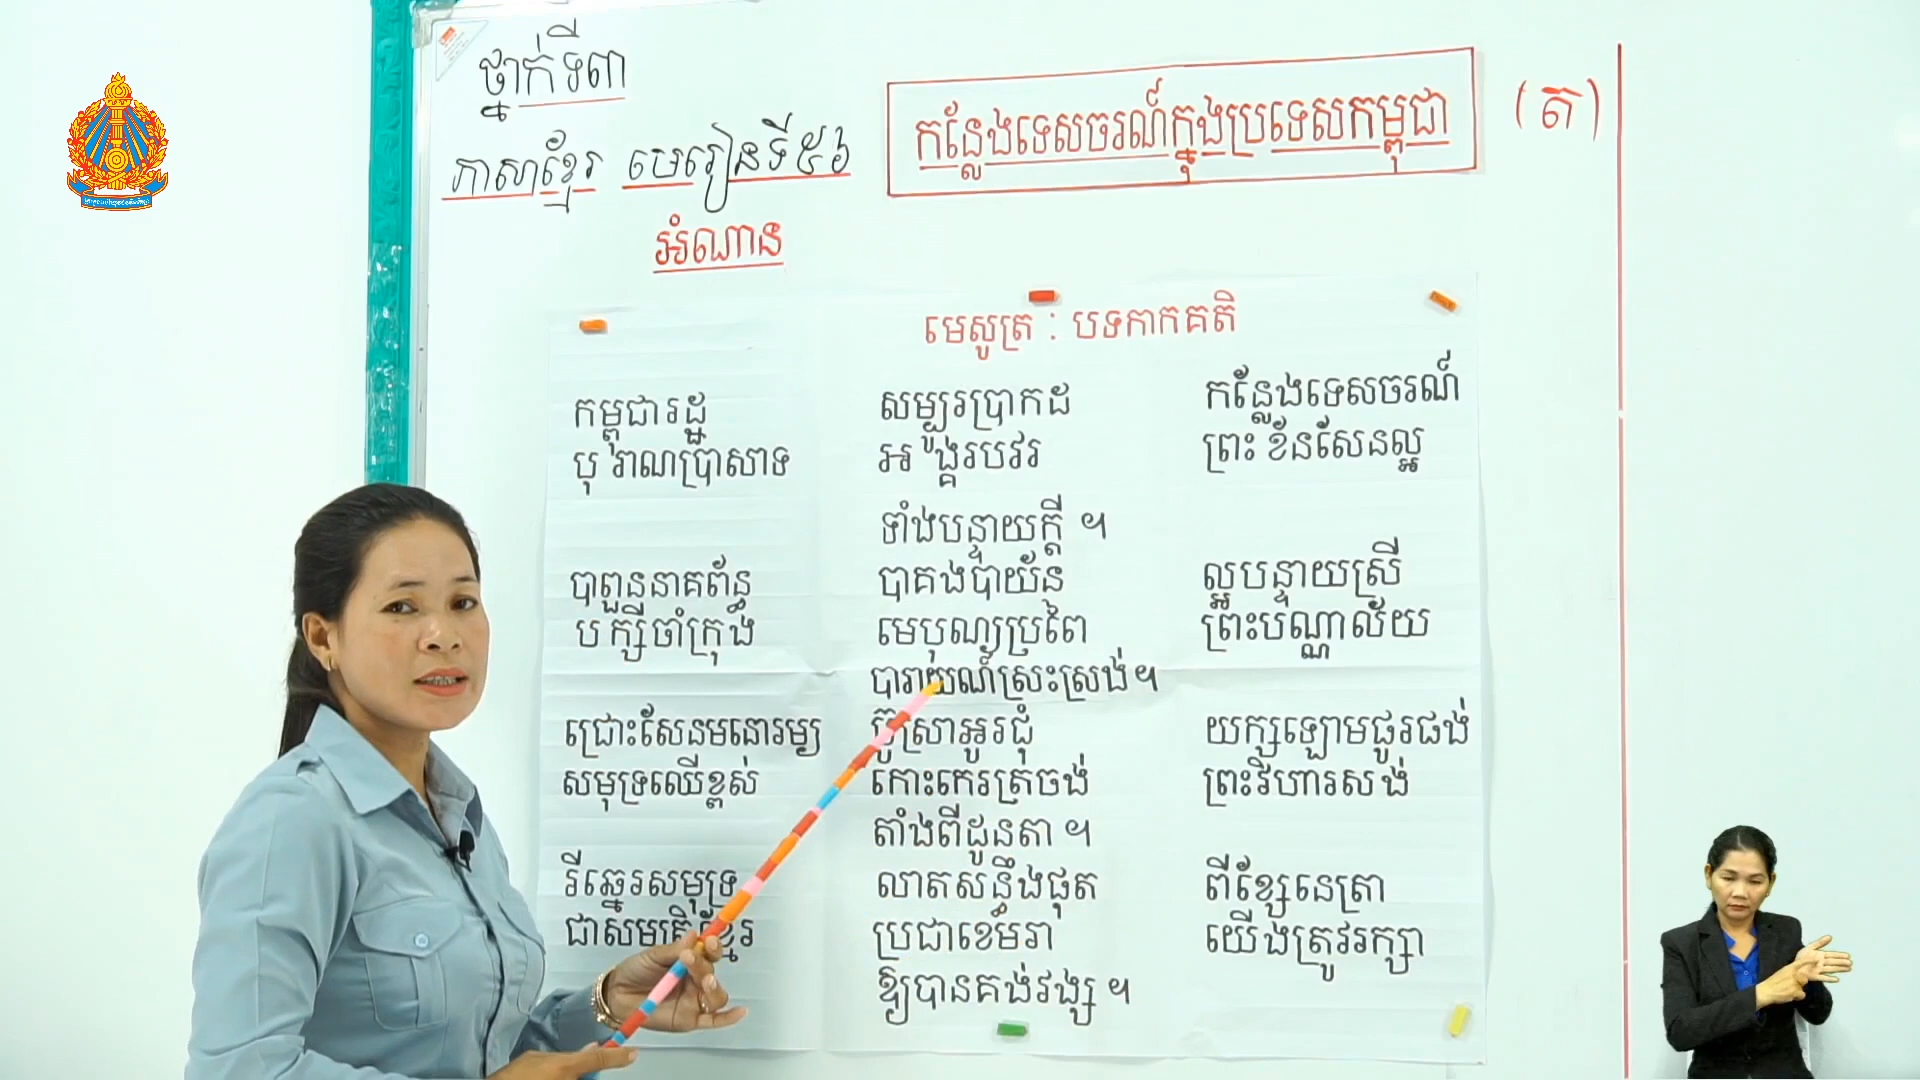 ថ្នាក់ទី៣
ភាសាខ្មែរ មេរៀនទី៥៦
កន្លែងទេសចរណ៍ក្នុងប្រទេសកម្ពុជា (ត)
អំណាន
មេសូត្រ : បទកាកគតិ
កម្ពុជារដ្ឋ សម្បូរប្រាកដ កន្លែងទេសចរណ៍
បុរាណប្រាសាទ អង្គរបវរ ព្រះខ័នសែនល្អ
ទាំងបន្ទាយក្ដី ។
បាពួននាគព័ន្ធ បាគងបាយ័ន ល្អបន្ទាយស្រី
បក្សីចាំក្រុង មេបុណ្យប្រពៃ ព្រះបណ្ណាល័យ
បារាយណ៍ស្រះស្រង់។
ជ្រោះសែនមនោរម្យ ប៊ូស្រាអូរជុំ យក្សឡោមផូរផង់
សមុទ្រឈើខ្ពស់ កោះកេរត្រចង់ ព្រះវិហារសង់
តាំងពីដូនតា ។
រីឆ្នេរសមុទ្រ លាតសន្ធឹងផុត ពីខ្សែនេត្រា
ជាសម្បត្តិខ្មែរ ប្រជាខេមរា យើងត្រូវរក្សា
ឱ្យបានគង់វង្ស ។